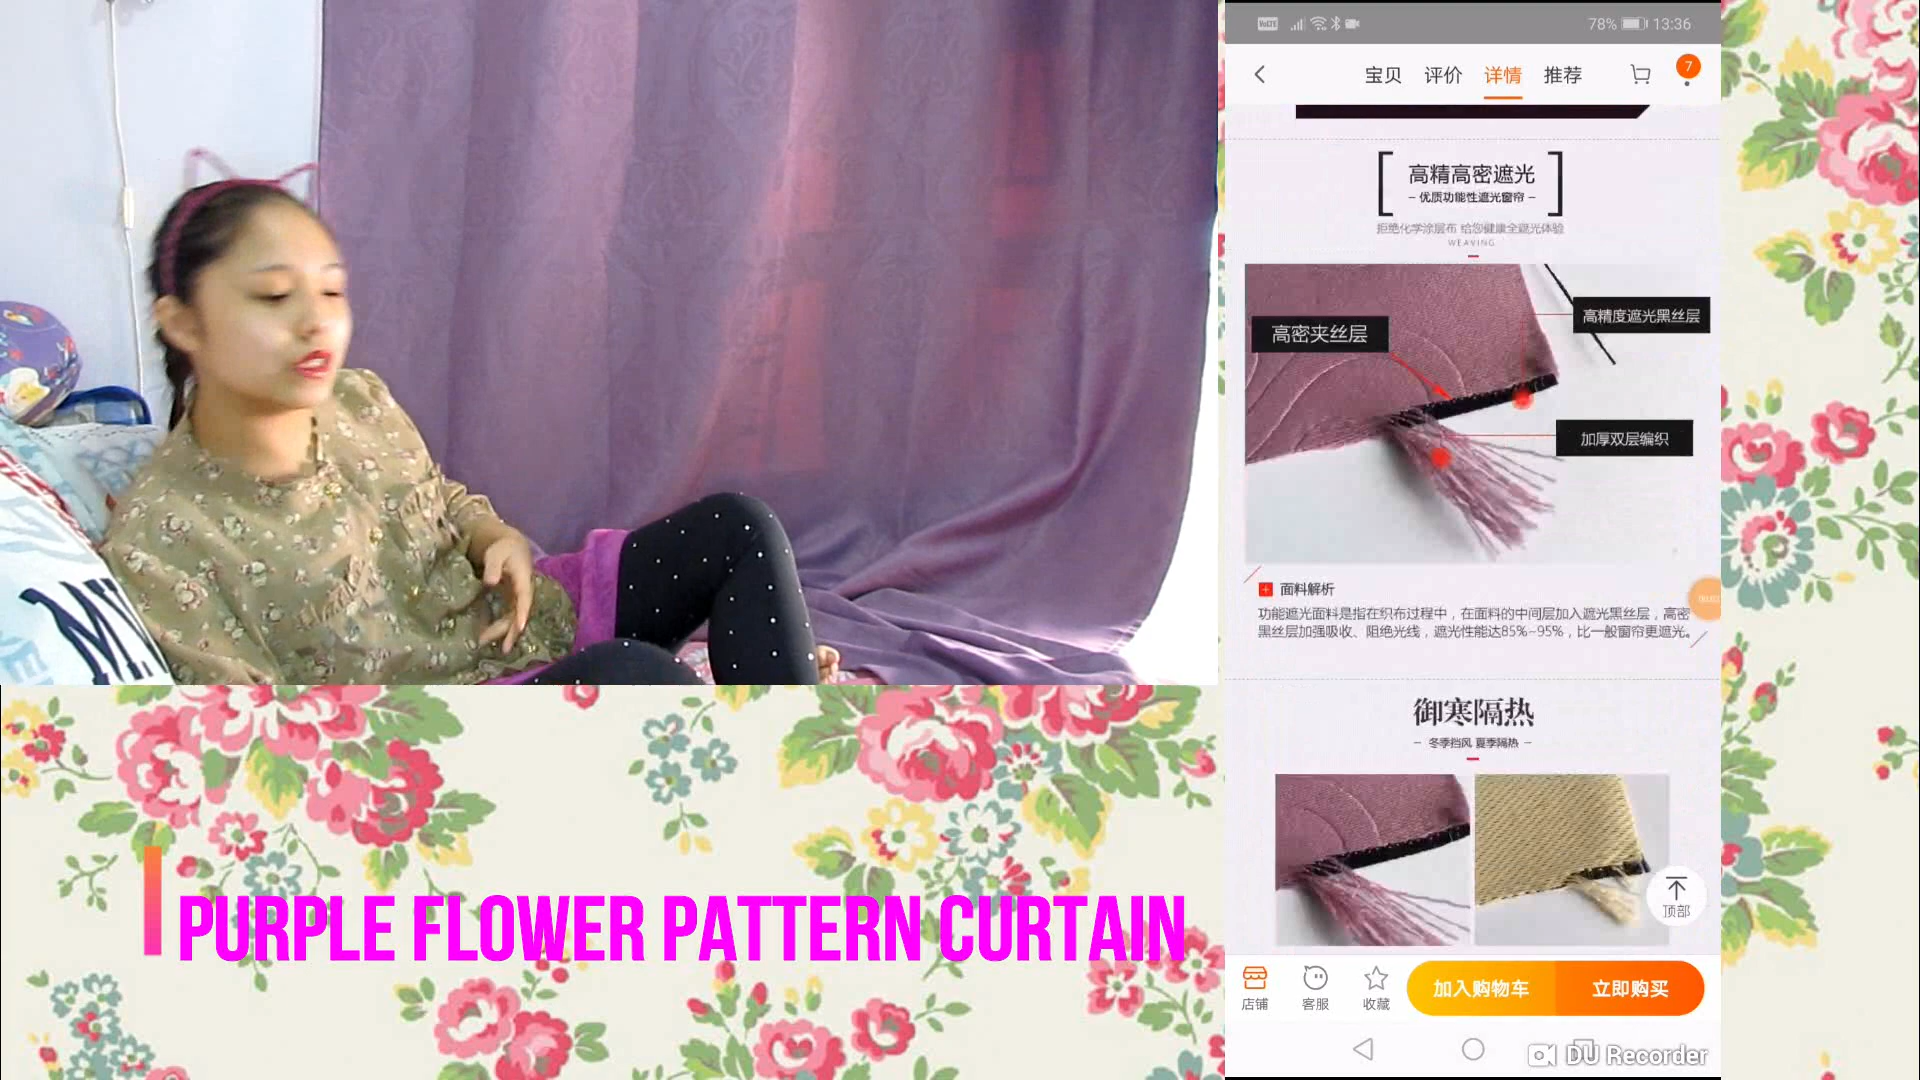 VoLTE 78% 13:36
宝贝 评价 详情 推荐 7
高精高密遮光
– 优质功能性遮光窗帘 –
拒绝化学涂层布 给您健康全遮光体验
WEAVING
高精度遮光黑丝层
高密夹丝层
加厚双层编织
面料解析
功能遮光面料是指在织布过程中，在面料的中间层加入遮光黑丝层，高密
黑丝层加强吸收、阻绝光线，遮光性能达85%~95%，比一般窗帘更遮光。
御寒隔热
– 冬季挡风 夏季隔热 –
顶部
PURPLE FLOWER PATTERN CURTAIN
店铺 客服 收藏 加入购物车 立即购买
DU Recorder